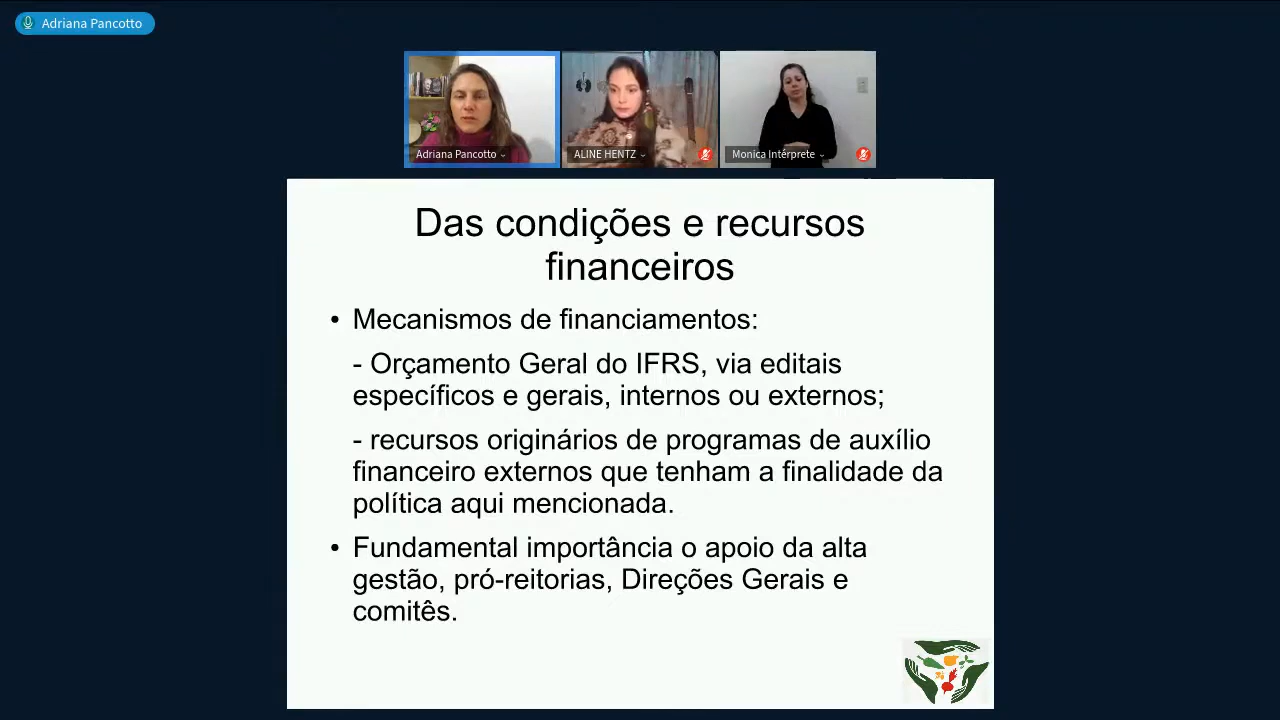 Adriana Pancotto
Adriana Pancotto
ALINE HENTZ
Monica Intérprete
Das condições e recursos
financeiros
• Mecanismos de financiamentos:
- Orçamento Geral do IFRS, via editais
específicos e gerais, internos ou externos;
- recursos originários de programas de auxílio
financeiro externos que tenham a finalidade da
política aqui mencionada.
• Fundamental importância o apoio da alta
gestão, pró-reitorias, Direções Gerais e
comitês.